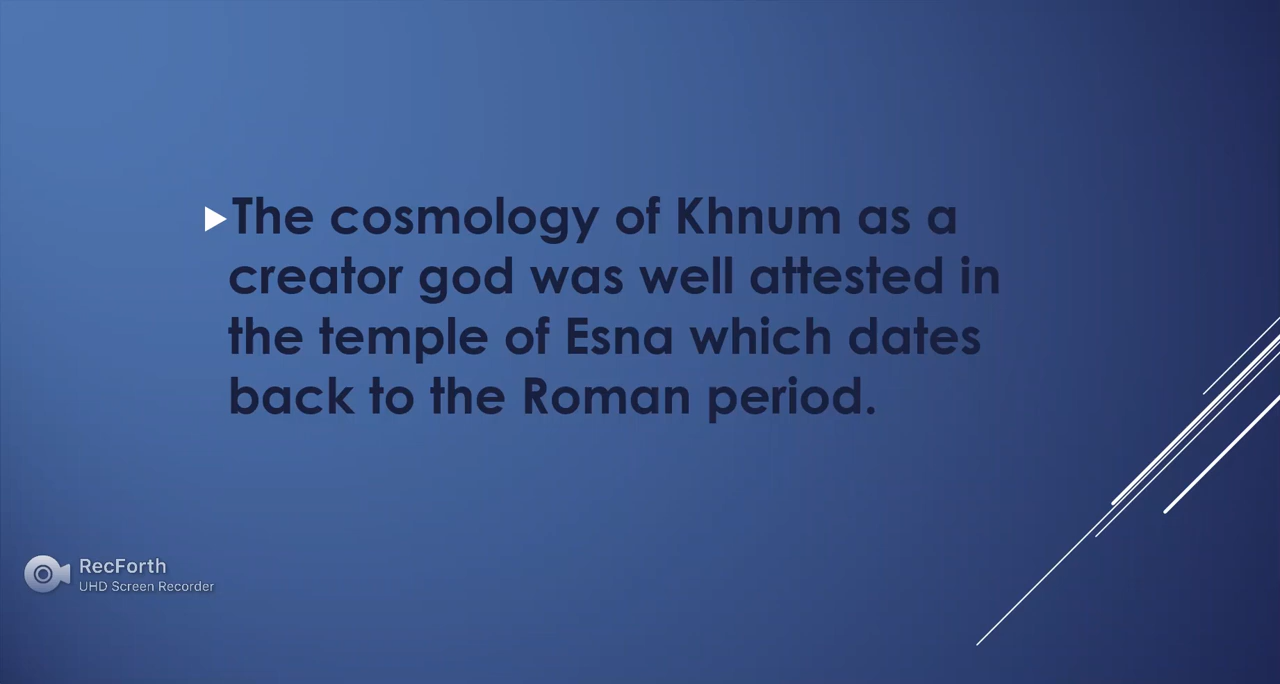 The cosmology of Khnum as a
creator god was well attested in
the temple of Esna which dates
back to the Roman period.
RecForth
UHD Screen Recorder